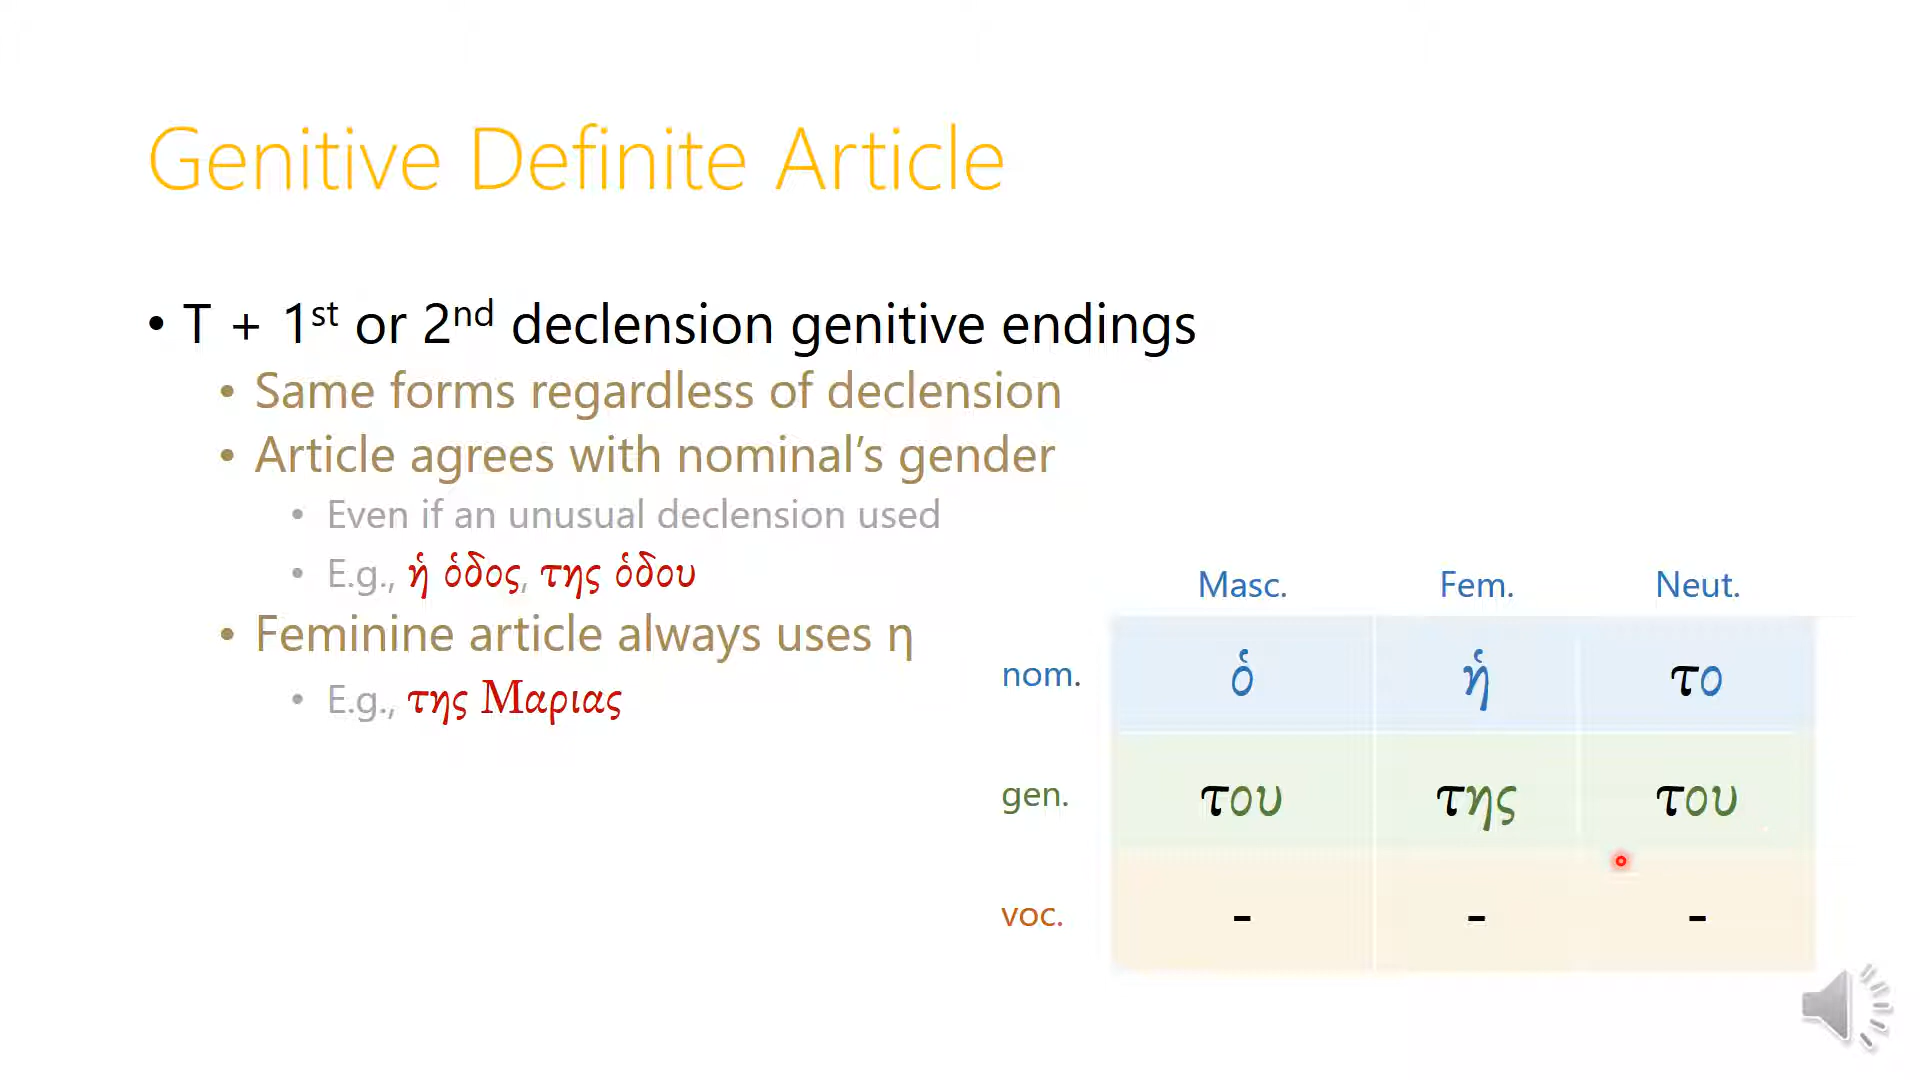 Genitive Definite Article
• T + 1st or 2nd declension genitive endings
• Same forms regardless of declension
• Article agrees with nominal’s gender
• Even if an unusual declension used
• E.g., ἡ ὁδος, της ὁδου
• Feminine article always uses η
• E.g., της Μαριας
Masc. Fem. Neut.
nom. ὁ ἡ το
gen. του της του
voc. - - -